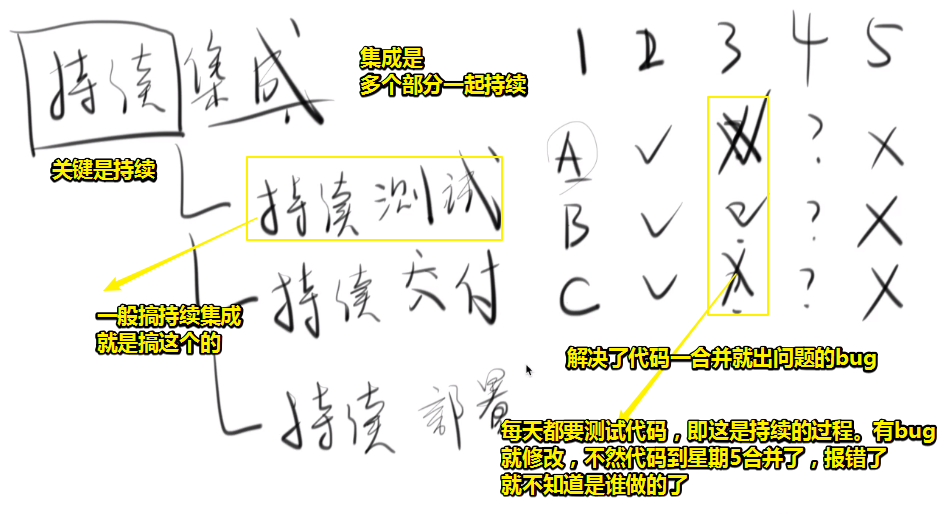 持续集成
集成是
多个部分一起持续
关键是持续
持续测试
一般搞持续集成
就是搞这个的
持续交付
持续部署
1 2 3 4 5
A ✓ ? X
B ✓ ✓ ? X
C ✓ X ? X
解决了代码一合并就出问题的bug
每天都要测试代码，即这是持续的过程。有bug
就修改，不然代码到星期5合并了，报错了
就不知道是谁做的了